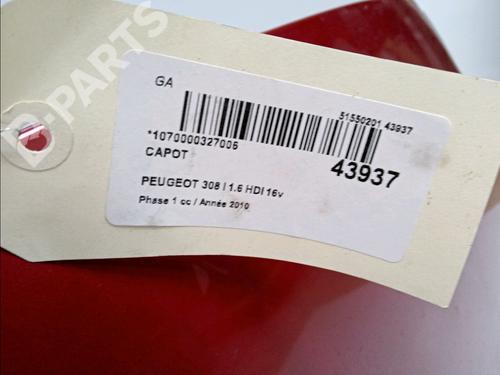 GA
51550201 43937
*1070000327006
CAPOT
43937
PEUGEOT 308 I 1.6 HDI 16v
Phase 1 cc / Année 2010
D-PARTS